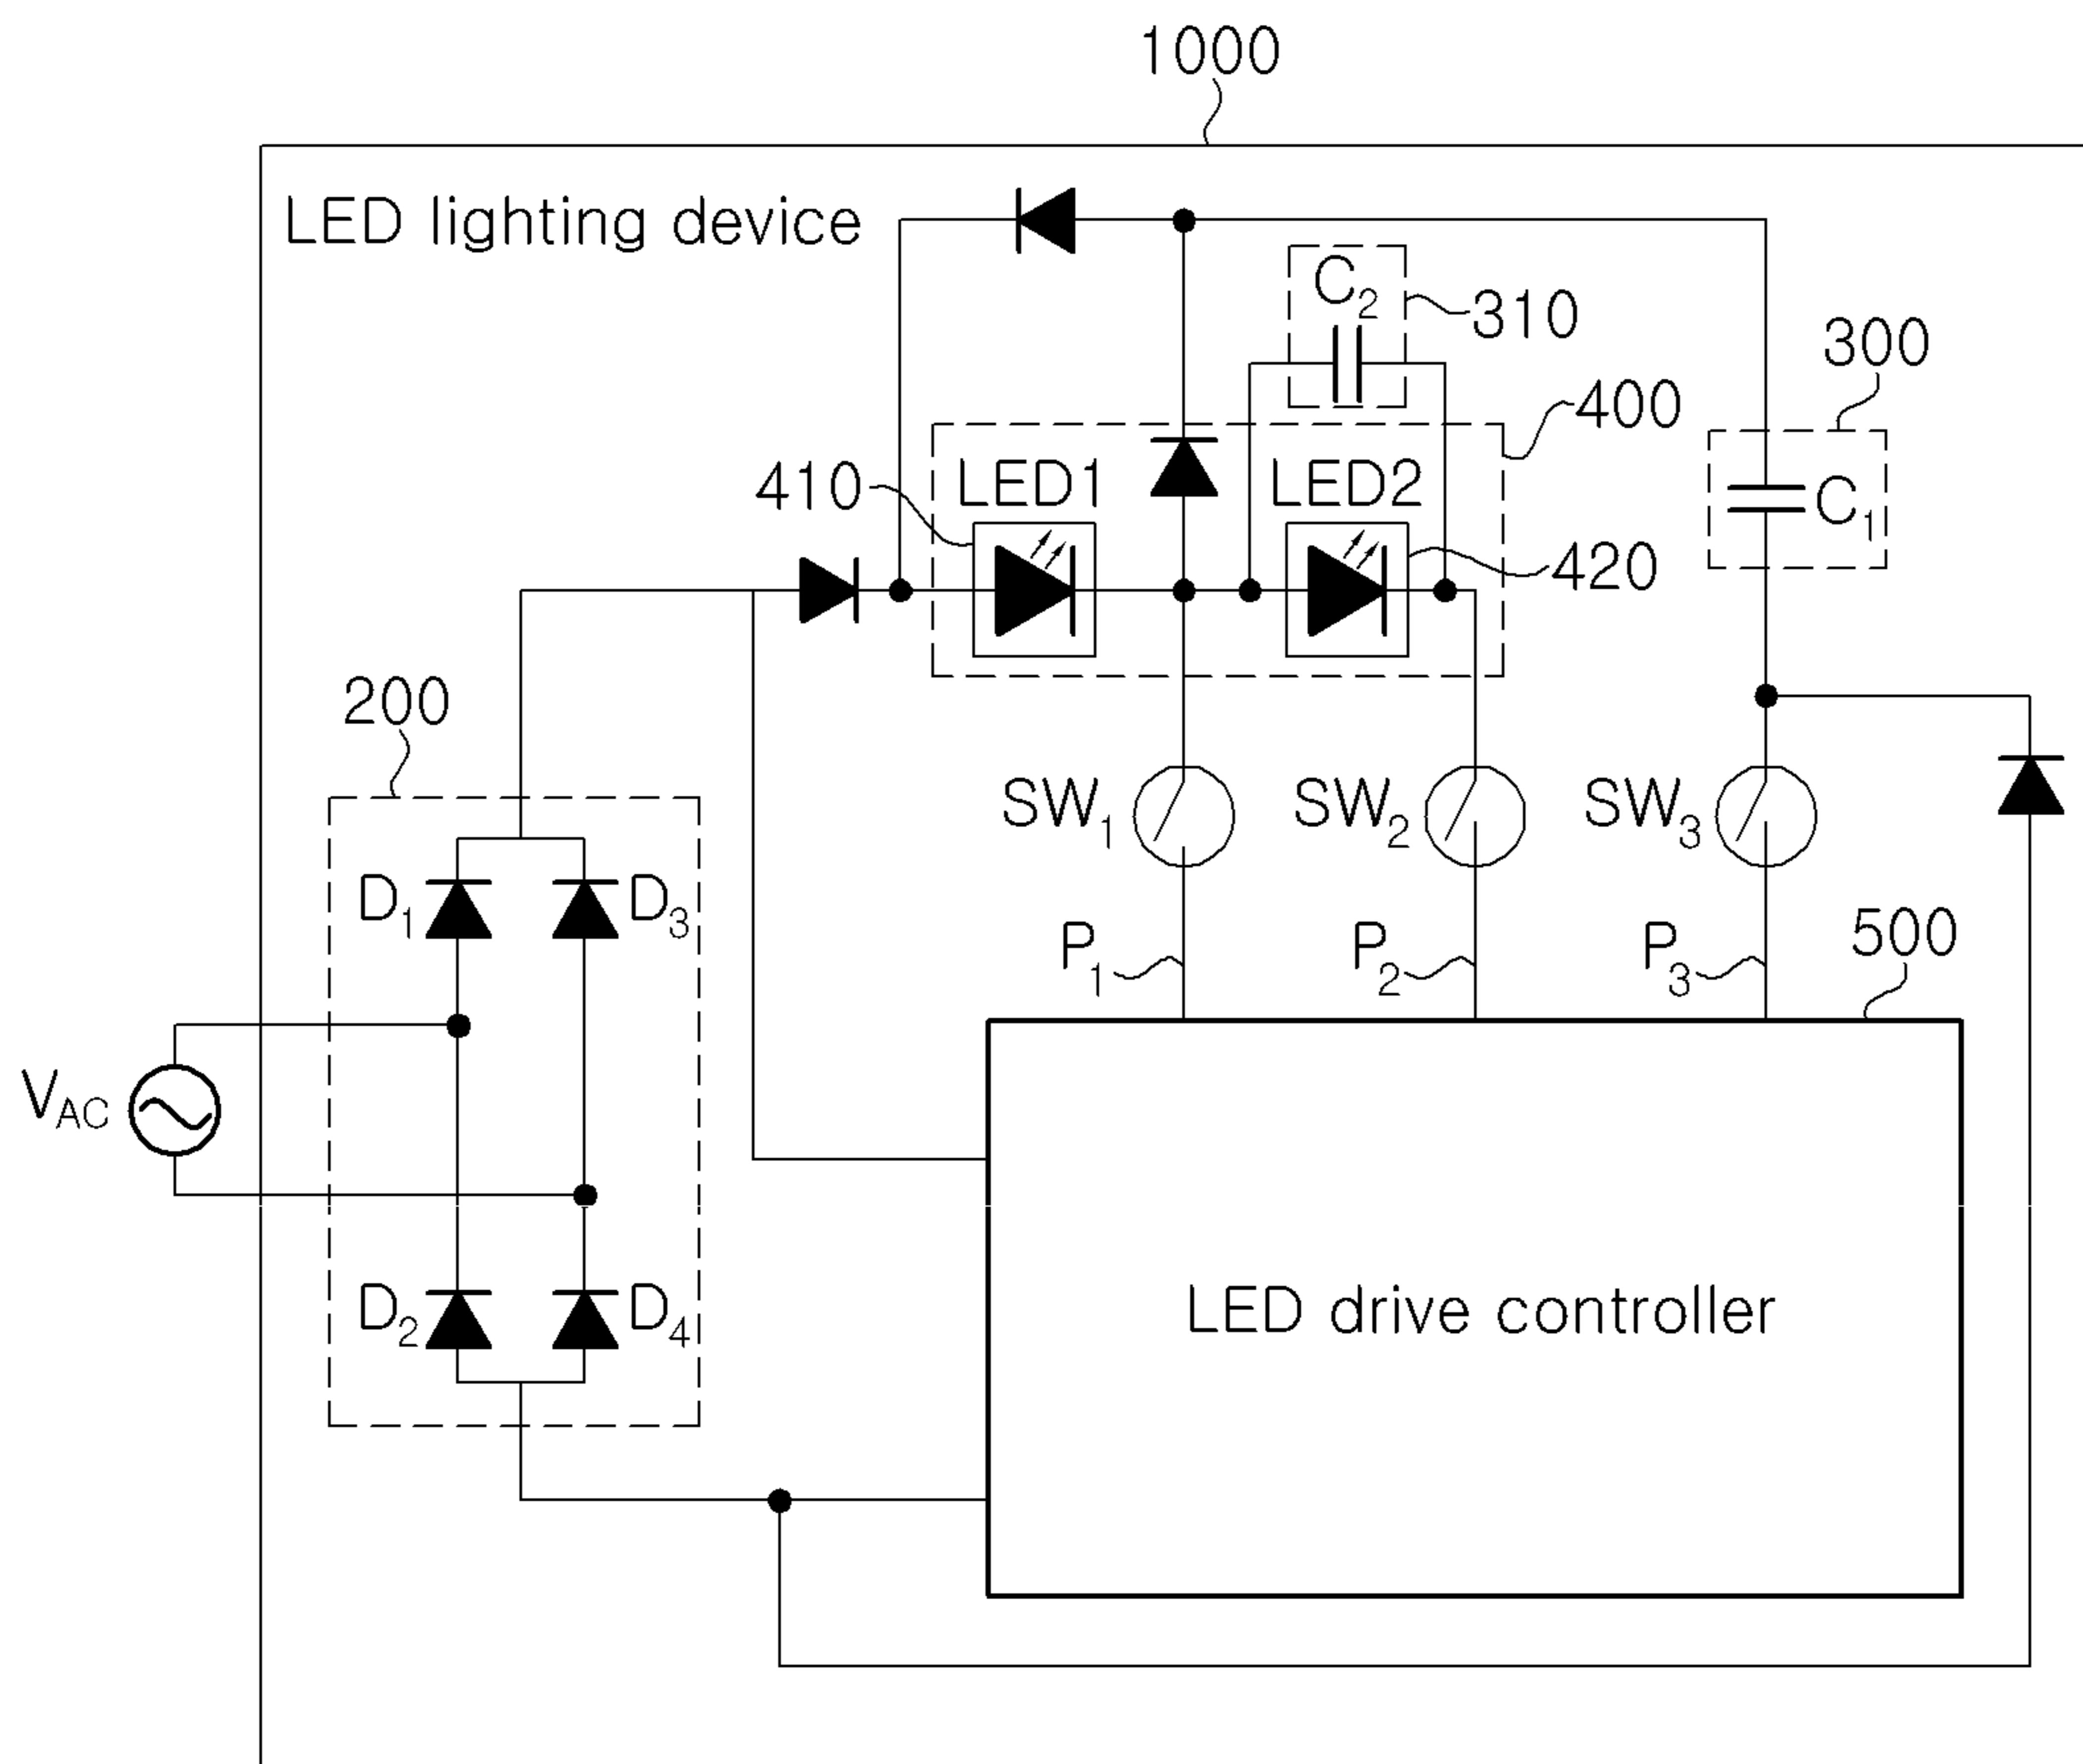 1000
LED lighting device
C2
310
300
400
410
LED1
LED2
C1
420
200
SW1
SW2
SW3
D1
D3
P1
P2
P3
500
VAC
D2
D4
LED drive controller